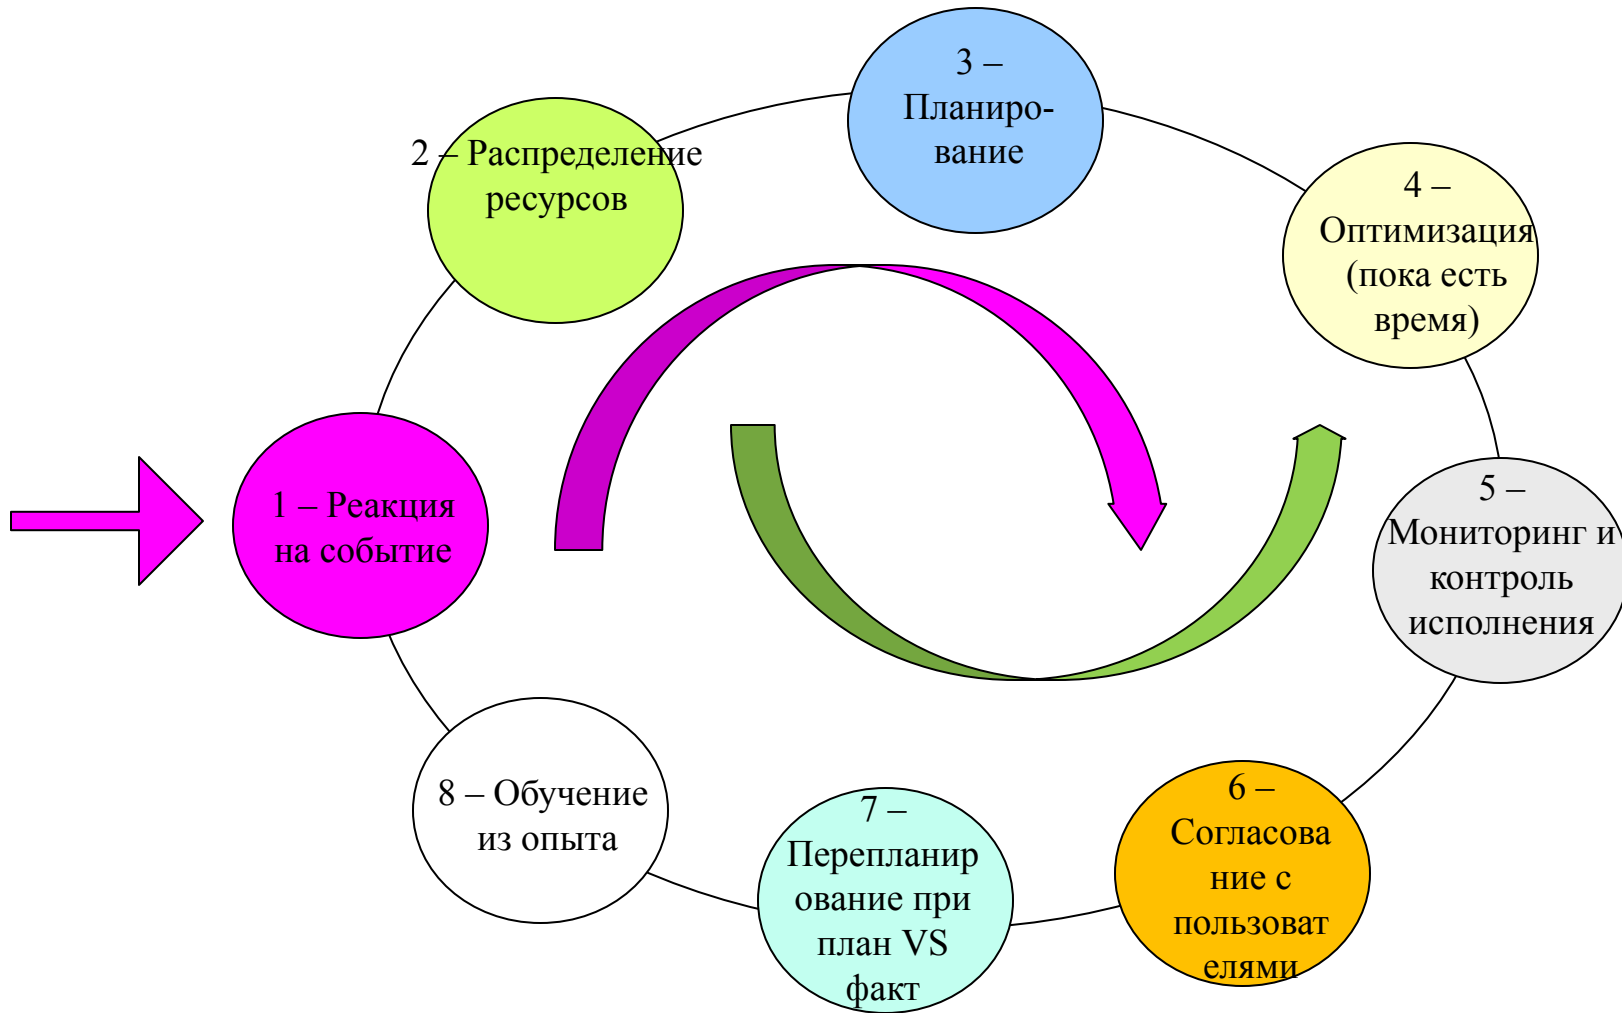 1 – Реакция
на событие
2 – Распределение
ресурсов
3 –
Планиро-
вание
4 –
Оптимизация
(пока есть
время)
5 –
Мониторинг и
контроль
исполнения
6 –
Согласова
ние с
пользоват
елями
7 –
Перепланир
ование при
план VS
факт
8 – Обучение
из опыта